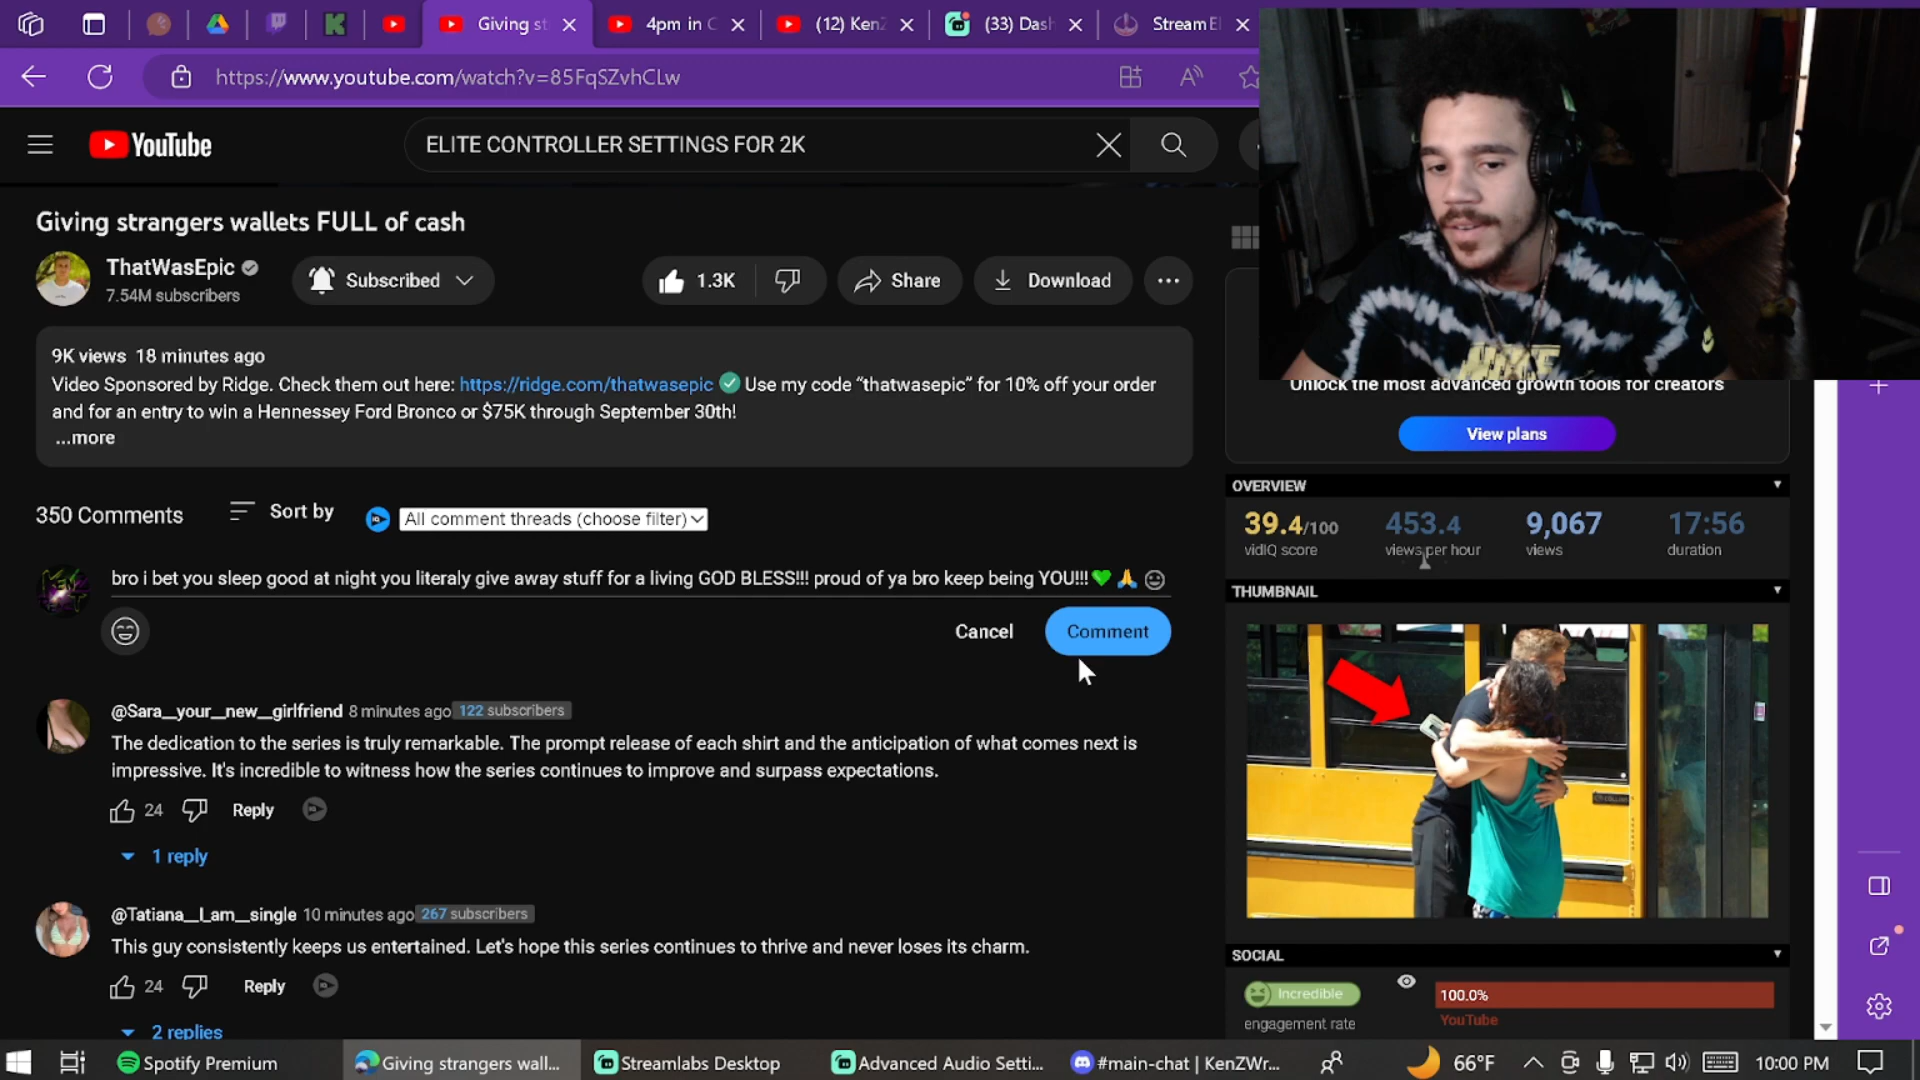 Giving st
4pm in C
(12) Ken
(33) Dash
Stream El
https://www.youtube.com/watch?v=85FqSZvhCLw
YouTube
ELITE CONTROLLER SETTINGS FOR 2K
Giving strangers wallets FULL of cash
ThatWasEpic
7.54M subscribers
Subscribed
1.3K
Share
Download
9K views 18 minutes ago
Video Sponsored by Ridge. Check them out here: https://ridge.com/thatwasepic ✅ Use my code “thatwasepic” for 10% off your order
and for an entry to win a Hennessey Ford Bronco or $75K through September 30th!
...more
350 Comments
Sort by
All comment threads (choose filter)
bro i bet you sleep good at night you literaly give away stuff for a living GOD BLESS!!! proud of ya bro keep being YOU!!!💚🙏
Cancel
Comment
@Sara__your__new__girlfriend 8 minutes ago 122 subscribers
The dedication to the series is truly remarkable. The prompt release of each shirt and the anticipation of what comes next is
impressive. It's incredible to witness how the series continues to improve and surpass expectations.
24
Reply
1 reply
@Tatiana__I_am__single 10 minutes ago 267 subscribers
This guy consistently keeps us entertained. Let's hope this series continues to thrive and never loses its charm.
24
Reply
2 replies
NIKE
Unlock the most advanced growth tools for creators
View plans
OVERVIEW
39.4/100
vidIQ score
453.4
views per hour
9,067
views
17:56
duration
THUMBNAIL
SOCIAL
Incredible
engagement rate
100.0%
YouTube
Spotify Premium
Giving strangers wall...
Streamlabs Desktop
Advanced Audio Setti...
#main-chat | KenZWr...
66°F
10:00 PM